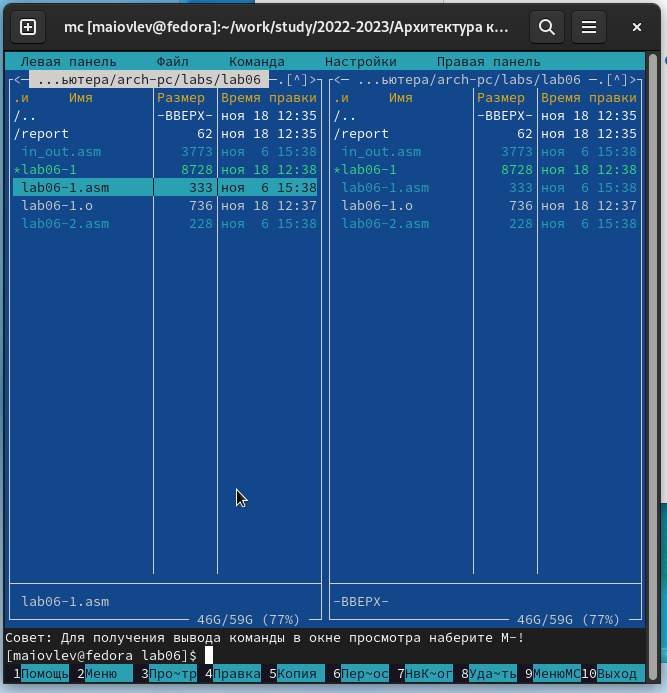 mc [maiovlev@fedora]:~/work/study/2022-2023/Архитектура к...
Левая панель Файл Команда Настройки Правая панель
<— ...ьютера/arch-pc/labs/lab06 —.[^]> <— ...ьютера/arch-pc/labs/lab06 —.[^]>
.и Имя Размер Время правки .и Имя Размер Время правки
/.. -ВВЕРХ- ноя 18 12:35 /.. -ВВЕРХ- ноя 18 12:35
/report 62 ноя 18 12:35 /report 62 ноя 18 12:35
in_out.asm 3773 ноя 6 15:38 in_out.asm 3773 ноя 6 15:38
*lab06-1 8728 ноя 18 12:38 *lab06-1 8728 ноя 18 12:38
lab06-1.asm 333 ноя 6 15:38 lab06-1.asm 333 ноя 6 15:38
lab06-1.o 736 ноя 18 12:37 lab06-1.o 736 ноя 18 12:37
lab06-2.asm 228 ноя 6 15:38 lab06-2.asm 228 ноя 6 15:38
lab06-1.asm -ВВЕРХ-
46G/59G (77%) 46G/59G (77%)
Совет: Для получения вывода команды в окне просмотра наберите M-!
[maiovlev@fedora lab06]$
1Помощь 2Меню 3Про~тр 4Правка 5Копия 6Пер~ос 7НвК~ог 8Уда~ть 9МенюMC 10Выход